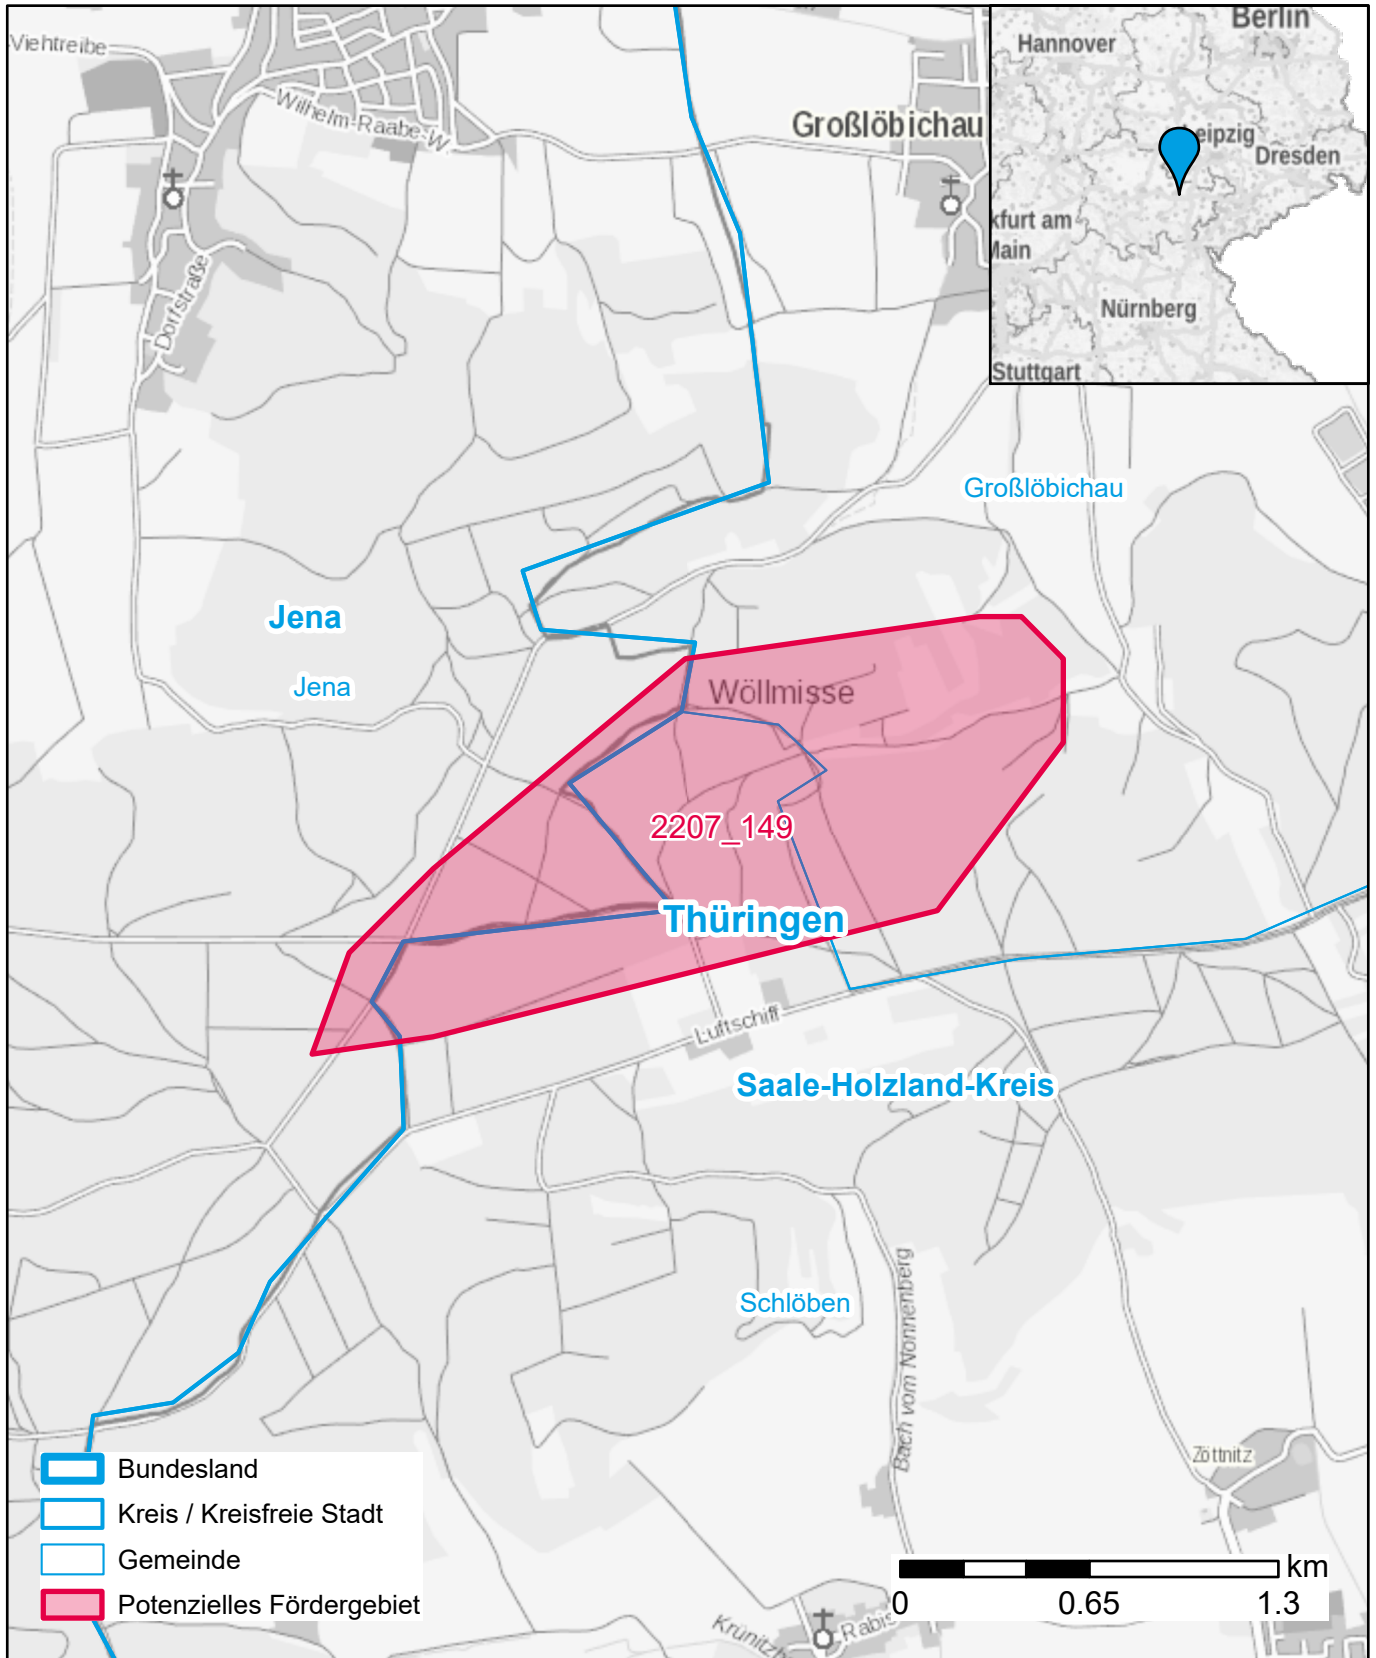 Viehtreibe
Wilhelm-Raabe-W.
Großlöbichau
Dorfstraße
Berlin
Hannover
Leipzig
Dresden
kfurt am
Main
Nürnberg
Stuttgart
Großlöbichau
Jena
Jena
Wöllmisse
2207_149
Thüringen
Luftschiff
Saale-Holzland-Kreis
Schlöben
Bach vom Nonnenberg
Zöttnitz
Bundesland
Kreis / Kreisfreie Stadt
Gemeinde
Potenzielles Fördergebiet
km
0 0.65 1.3
Krünitzb
Rabis